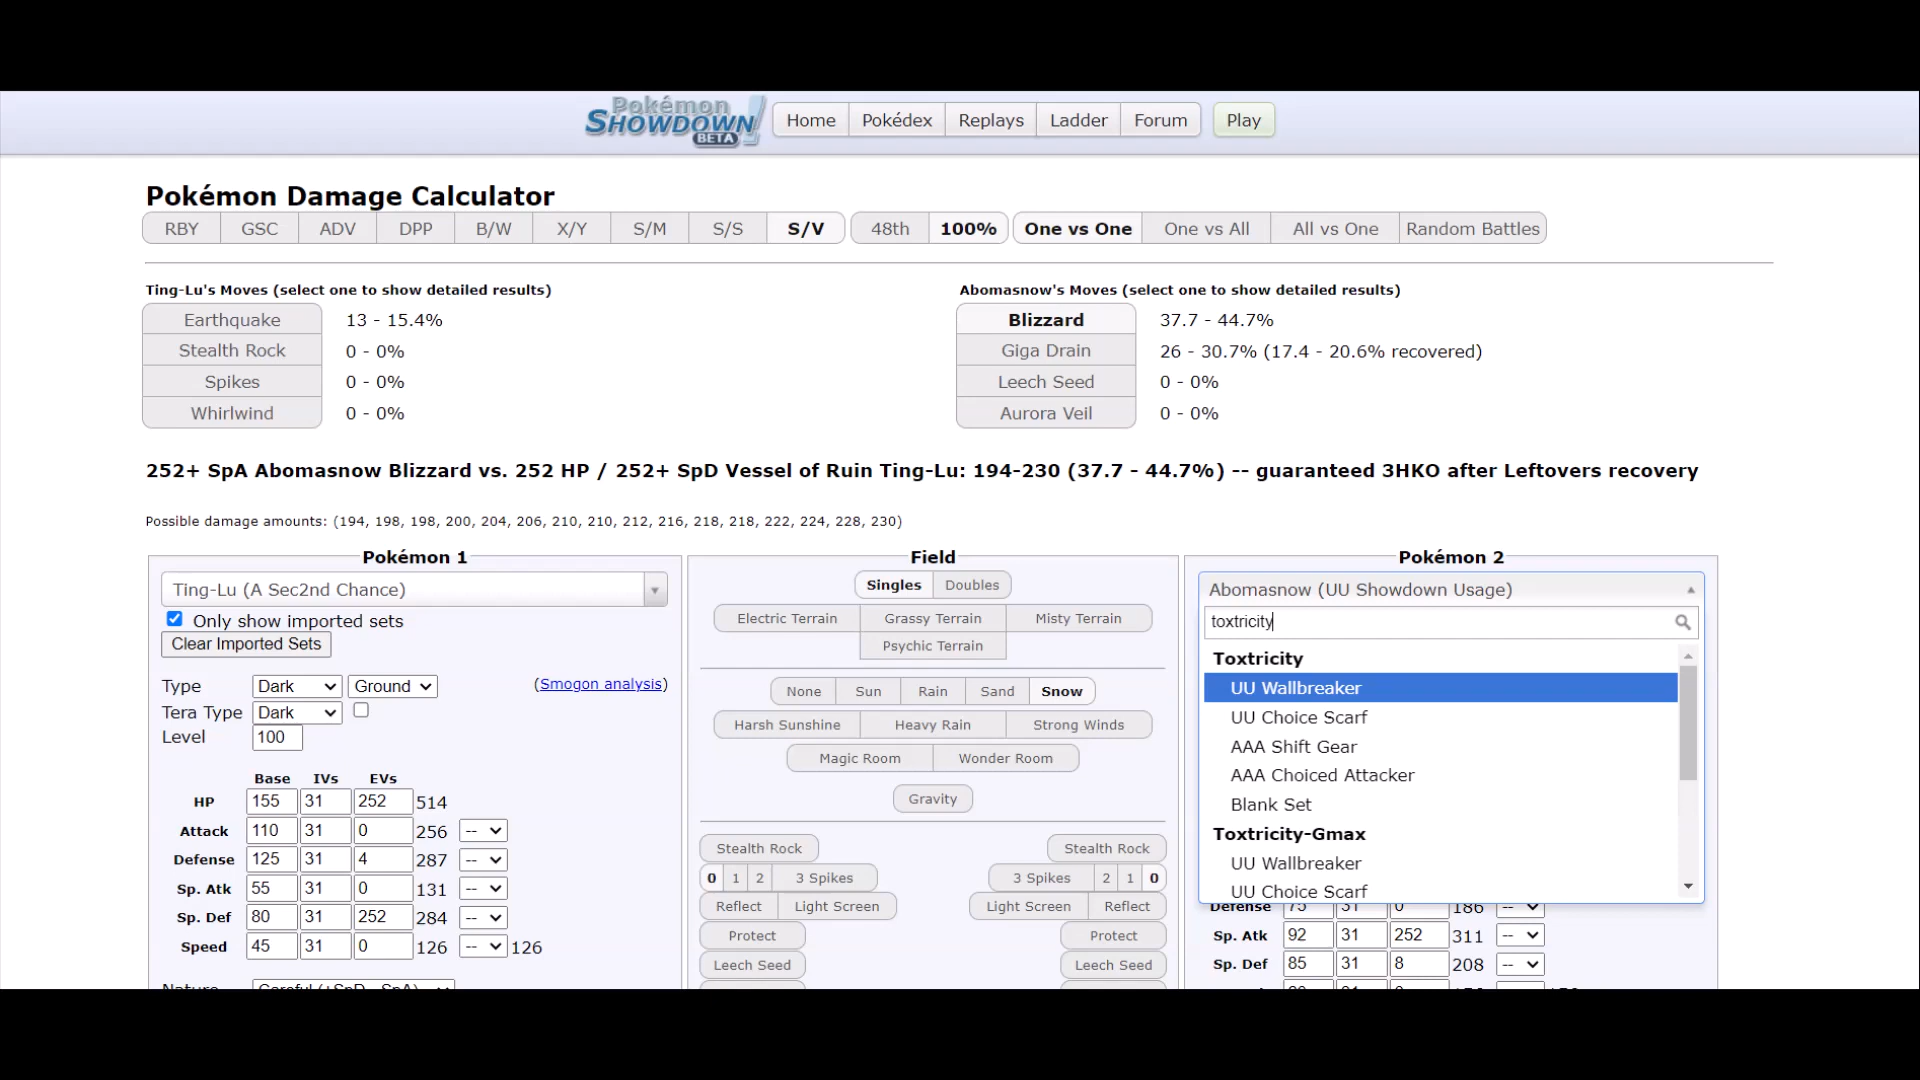 Pokémon
SHOWDOWN!
BETA
Home Pokédex Replays Ladder Forum Play
Pokémon Damage Calculator
RBY GSC ADV DPP B/W X/Y S/M S/S S/V 48th 100% One vs One One vs All All vs One Random Battles
Ting-Lu's Moves (select one to show detailed results)
Earthquake 13 - 15.4%
Stealth Rock 0 - 0%
Spikes 0 - 0%
Whirlwind 0 - 0%
Abomasnow's Moves (select one to show detailed results)
Blizzard 37.7 - 44.7%
Giga Drain 26 - 30.7% (17.4 - 20.6% recovered)
Leech Seed 0 - 0%
Aurora Veil 0 - 0%
252+ SpA Abomasnow Blizzard vs. 252 HP / 252+ SpD Vessel of Ruin Ting-Lu: 194-230 (37.7 - 44.7%) -- guaranteed 3HKO after Leftovers recovery
Possible damage amounts: (194, 198, 198, 200, 204, 206, 210, 210, 212, 216, 218, 218, 222, 224, 228, 230)
Pokémon 1
Ting-Lu (A Sec2nd Chance)
Only show imported sets
Clear Imported Sets
Type Dark Ground (Smogon analysis)
Tera Type Dark
Level 100
Base IVs EVs
HP 155 31 252 514
Attack 110 31 0 256 --
Defense 125 31 4 287 --
Sp. Atk 55 31 0 131 --
Sp. Def 80 31 252 284 --
Speed 45 31 0 126 -- 126
Nature Careful (+SpD, -SpA)
Field
Singles Doubles
Electric Terrain Grassy Terrain Misty Terrain
Psychic Terrain
None Sun Rain Sand Snow
Harsh Sunshine Heavy Rain Strong Winds
Magic Room Wonder Room
Gravity
Stealth Rock Stealth Rock
0 1 2 3 Spikes 3 Spikes 2 1 0
Reflect Light Screen Light Screen Reflect
Protect Protect
Leech Seed Leech Seed
Pokémon 2
Abomasnow (UU Showdown Usage)
toxtricity
Toxtricity
UU Wallbreaker
UU Choice Scarf
AAA Shift Gear
AAA Choiced Attacker
Blank Set
Toxtricity-Gmax
UU Wallbreaker
UU Choice Scarf
Defense 75 31 0 186 --
Sp. Atk 92 31 252 311 --
Sp. Def 85 31 8 208 --